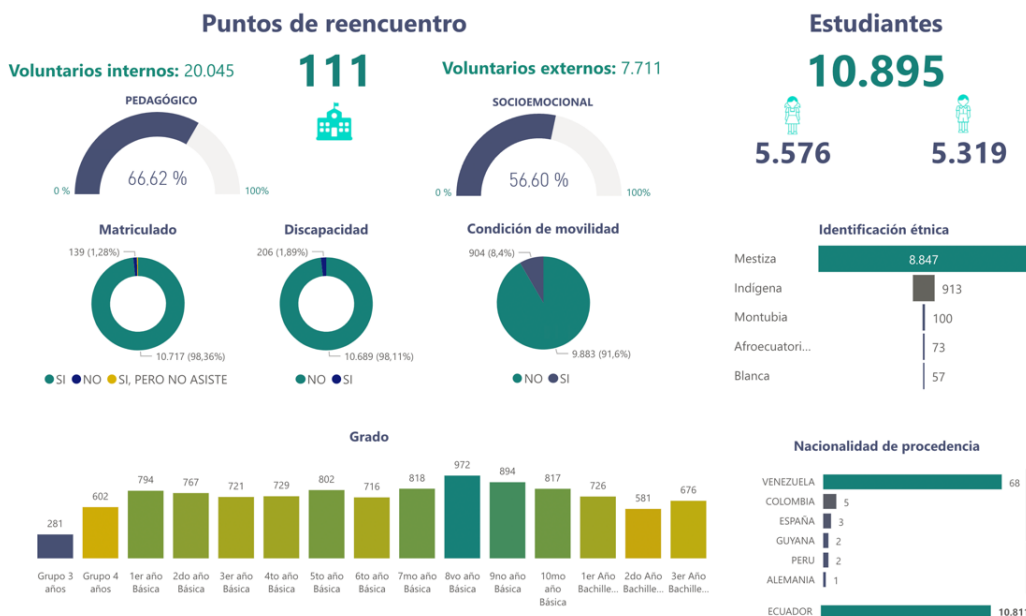 Puntos de reencuentro
Estudiantes
Voluntarios internos: 20.045
111
Voluntarios externos: 7.711
10.895
PEDAGÓGICO
66,62 %
0 %
100%
SOCIOEMOCIONAL
56,60 %
0 %
100%
5.576
5.319
Matriculado
139 (1,28%)
10.717 (98,36%)
SI NO SI, PERO NO ASISTE
Discapacidad
206 (1,89%)
10.689 (98,11%)
NO SI
Condición de movilidad
904 (8,4%)
9.883 (91,6%)
NO SI
Identificación étnica
Mestiza 8.847
Indígena 913
Montubia 100
Afroecuatori... 73
Blanca 57
Grado
281
602
794
767
721
729
802
716
818
972
894
817
726
581
676
Grupo 3 años
Grupo 4 años
1er año Básica
2do año Básica
3er año Básica
4to año Básica
5to año Básica
6to año Básica
7mo año Básica
8vo año Básica
9no año Básica
10mo año Básica
1er Año Bachille...
2do Año Bachille...
3er Año Bachille...
Nacionalidad de procedencia
VENEZUELA 68
COLOMBIA 5
ESPAÑA 3
GUYANA 2
PERU 2
ALEMANIA 1
ECUADOR 10.811